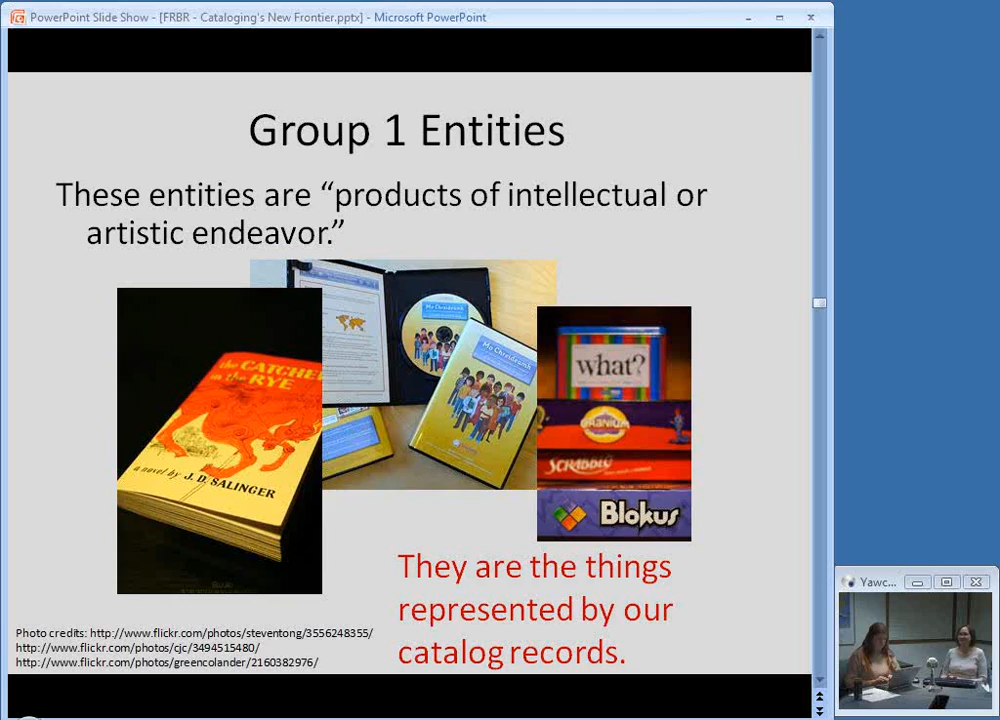 PowerPoint Slide Show - [FRBR - Cataloging's New Frontier.pptx] - Microsoft PowerPoint
Group 1 Entities
These entities are “products of intellectual or
artistic endeavor.”
the CATCHER
in the RYE
a novel by J. D. SALINGER
what?
CRANIUM
SCRABBLE
Blokus
They are the things
represented by our
catalog records.
Photo credits: http://www.flickr.com/photos/steventong/3556248355/
http://www.flickr.com/photos/cjc/3494515480/
http://www.flickr.com/photos/greencolander/2160382976/
Yawc...